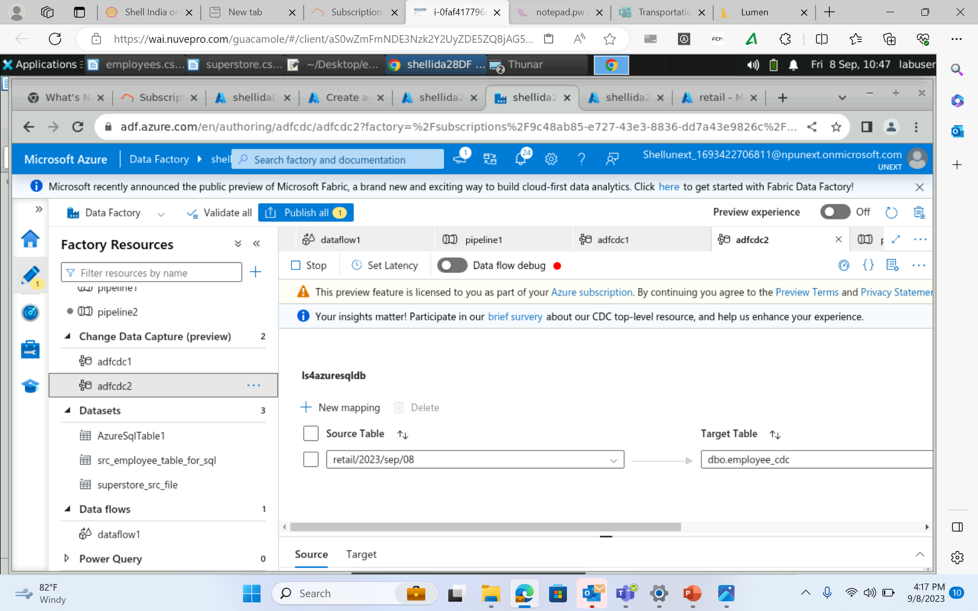 Shell India o
New tab
Subscription
i-0faf417796
notepad.pw
Transportati
Lumen
https://wai.nuvepro.com/guacamole/#/client/aS0wZmFmNDE3Nzk2Y2UyZDE5ZQBjAG5...
Applications
employees.cs...
superstore.cs...
~/Desktop/e...
shellida28DF ...
Thunar
Fri 8 Sep, 10:47 labuser
What's N
Subscrip
shellida
Create a
shellida2
shellida2
shellida2
retail - M
adf.azure.com/en/authoring/adfcdc/adfcdc2?factory=%2Fsubscriptions%2F9c48ab85-e727-43e3-8836-dd7a43e9826c%2F...
Microsoft Azure
Data Factory
shell
Search factory and documentation
1
24
Shellunext_1693422706811@npunext.onmicrosoft.com
UNEXT
Microsoft recently announced the public preview of Microsoft Fabric, a brand new and exciting way to build cloud-first data analytics. Click here to get started with Fabric Data Factory!
Data Factory
Validate all
Publish all 1
Preview experience
Off
Factory Resources
dataflow1
pipeline1
adfcdc1
adfcdc2
Filter resources by name
Stop
Set Latency
Data flow debug
1
pipeline1
This preview feature is licensed to you as part of your Azure subscription. By continuing you agree to the Preview Terms and Privacy Statemen
pipeline2
Your insights matter! Participate in our brief survey about our CDC top-level resource, and help us enhance your experience.
Change Data Capture (preview) 2
adfcdc1
adfcdc2
ls4azuresqldb
Datasets 3
New mapping
Delete
AzureSqlTable1
Source Table
Target Table
src_employee_table_for_sql
retail/2023/sep/08
dbo.employee_cdc
superstore_src_file
Data flows 1
dataflow1
Power Query 0
Source
Target
82°F
Windy
Search
4:17 PM
9/8/2023
10